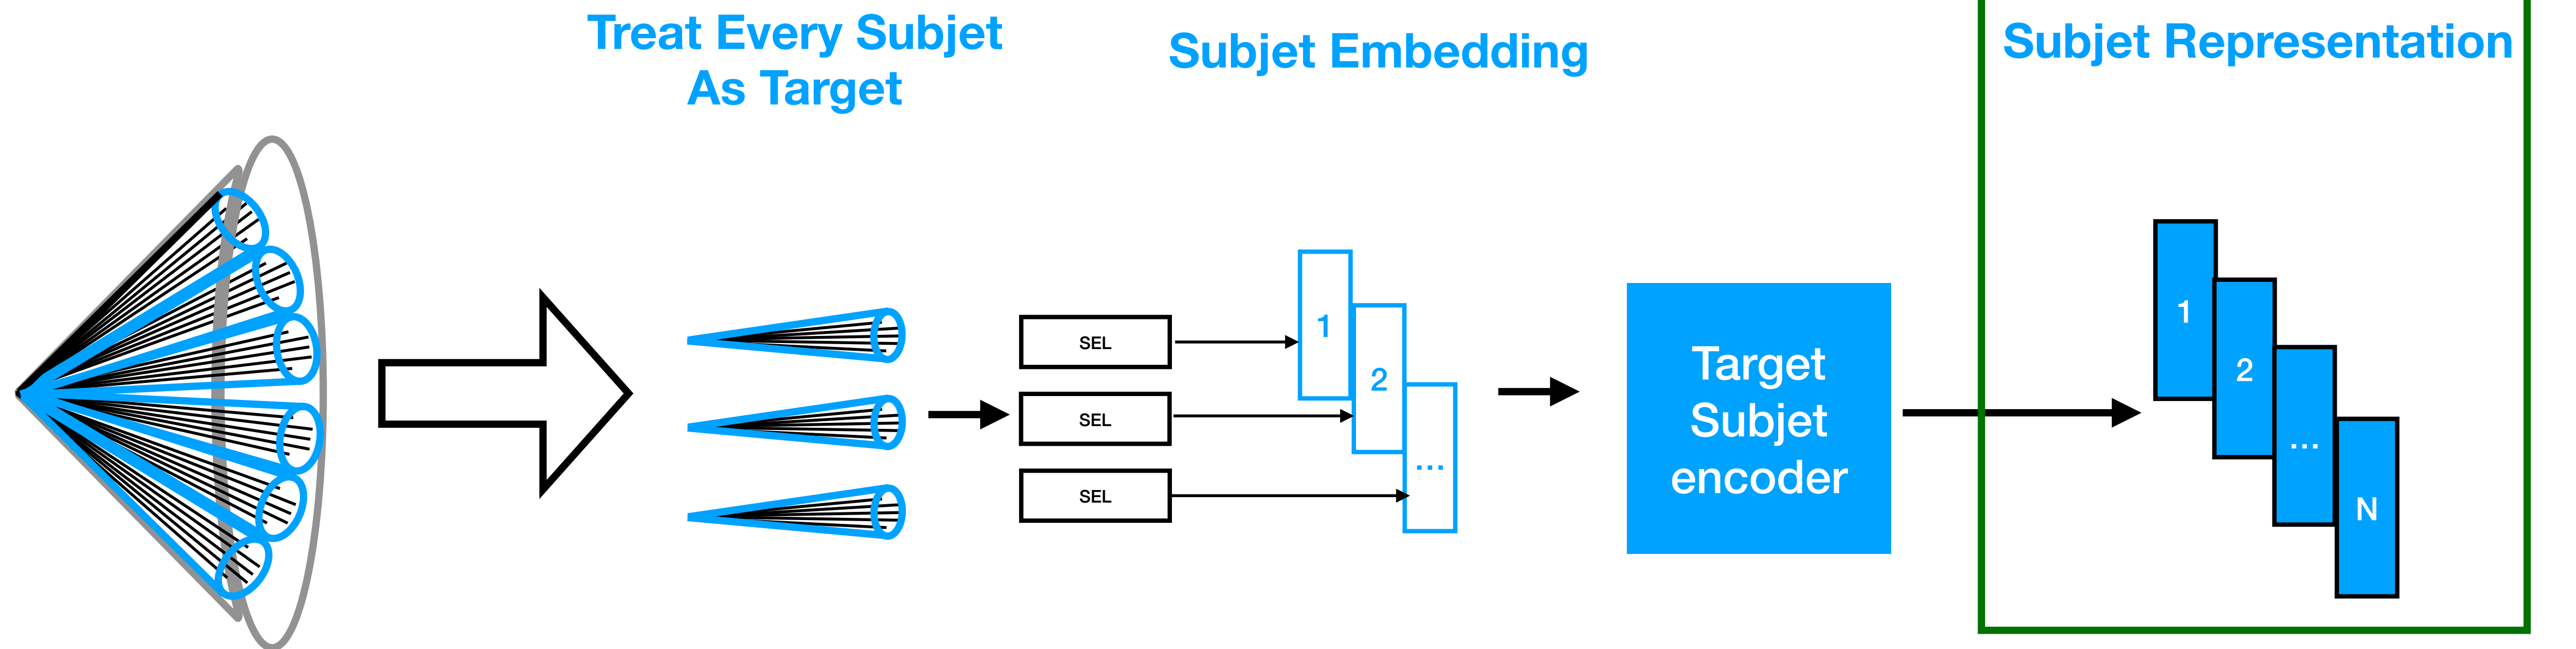 Treat Every Subjet
As Target
Subjet Embedding
Subjet Representation
SEL
SEL
SEL
1
2
...
Target
Subjet
encoder
1
2
...
N